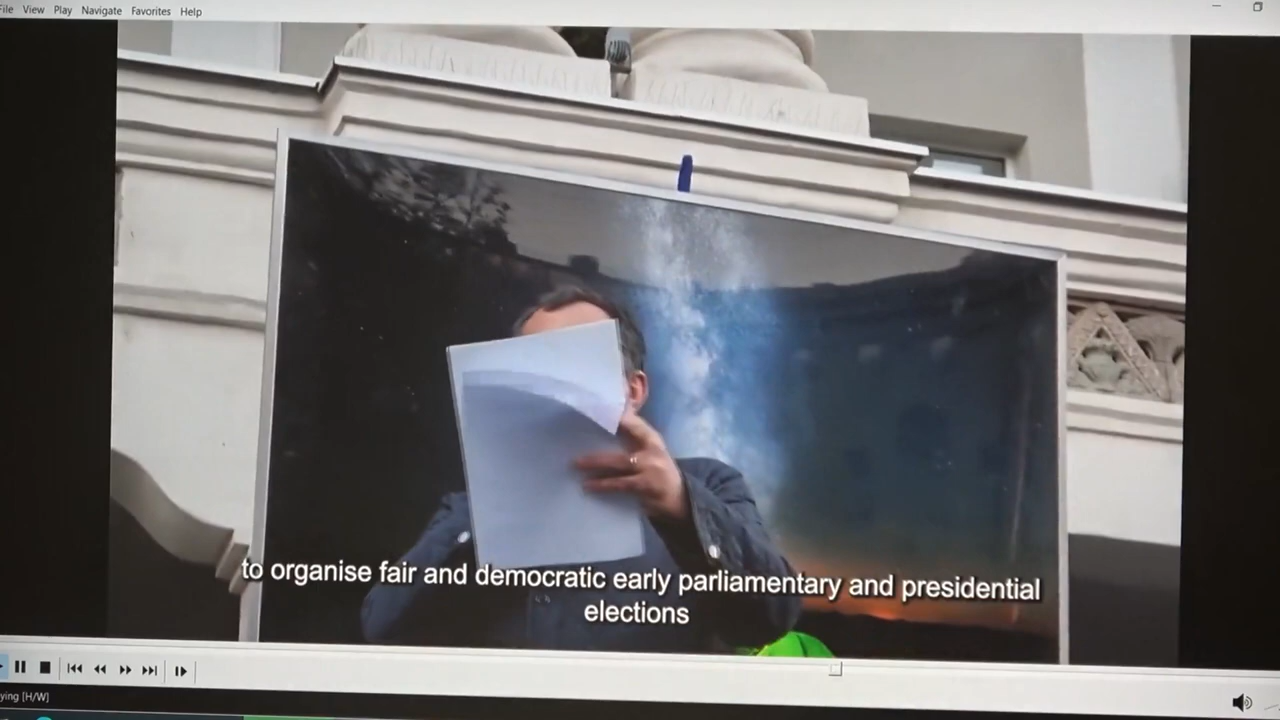 File View Play Navigate Favorites Help
to organise fair and democratic early parliamentary and presidential
elections
ying [H/W]